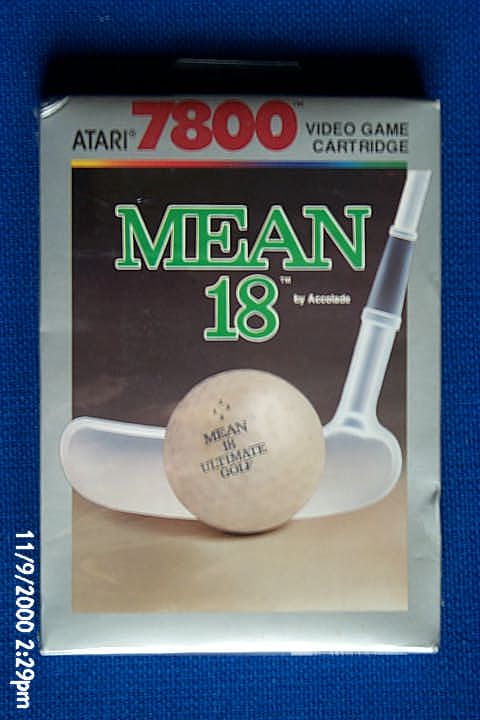 ATARI® 7800™ VIDEO GAME
CARTRIDGE
MEAN
18™ by Accolade
MEAN
18
ULTIMATE
GOLF
11/9/2000 2:29pm